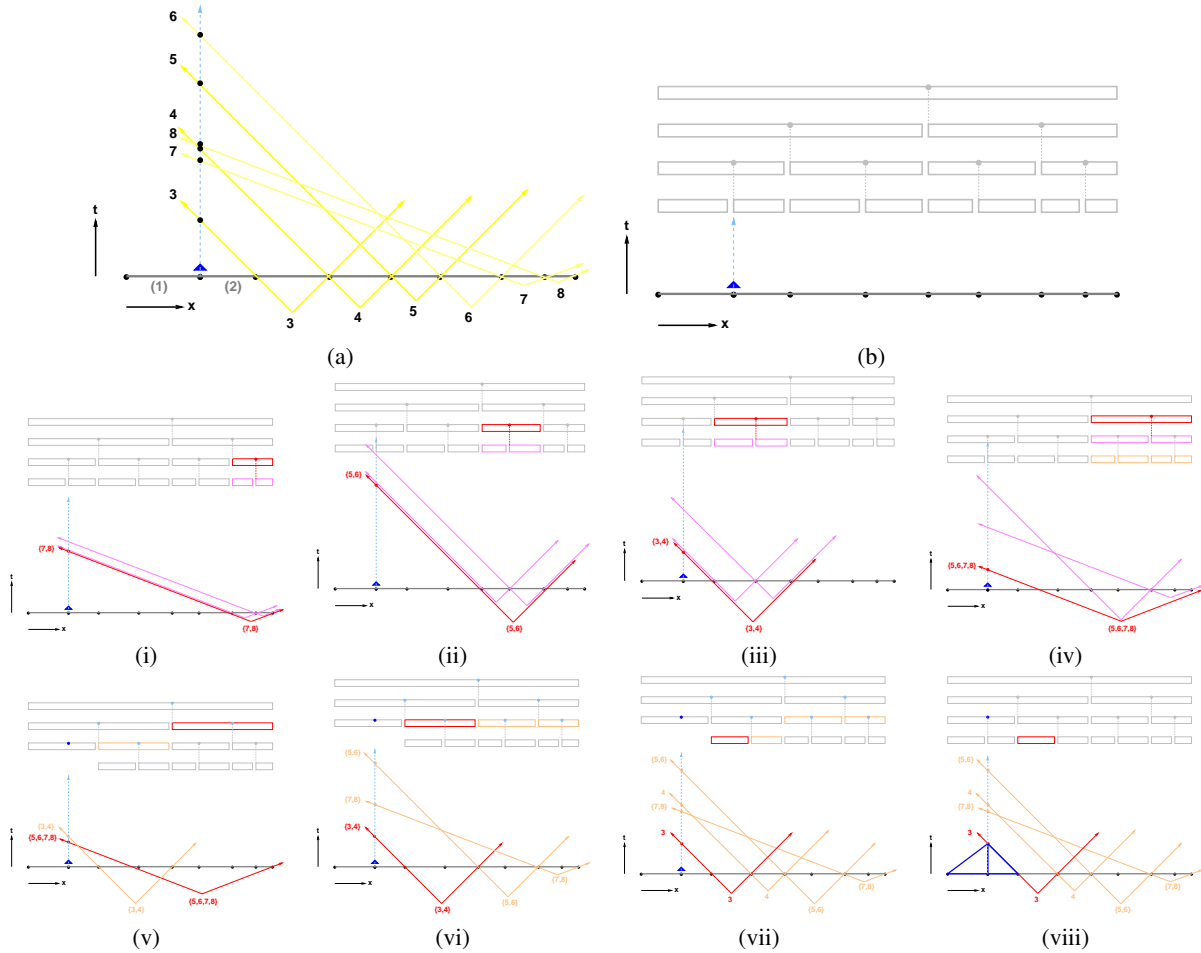 6
5
4
8
7
3
t
(1)
(2)
x
3
4
5
6
7
8
(a)
t
x
(b)
{7,8}
t
x
{7,8}
(i)
{5,6}
t
x
{5,6}
(ii)
{3,4}
t
x
{3,4}
(iii)
{5,6,7,8}
t
x
{5,6,7,8}
(iv)
{3,4}
{5,6,7,8}
t
x
{3,4}
{5,6,7,8}
(v)
{5,6}
{7,8}
{3,4}
t
x
{3,4}
{5,6}
{7,8}
(vi)
{5,6}
4
{7,8}
3
t
x
3
4
{5,6}
{7,8}
(vii)
{5,6}
4
{7,8}
3
t
x
3
4
{5,6}
{7,8}
(viii)